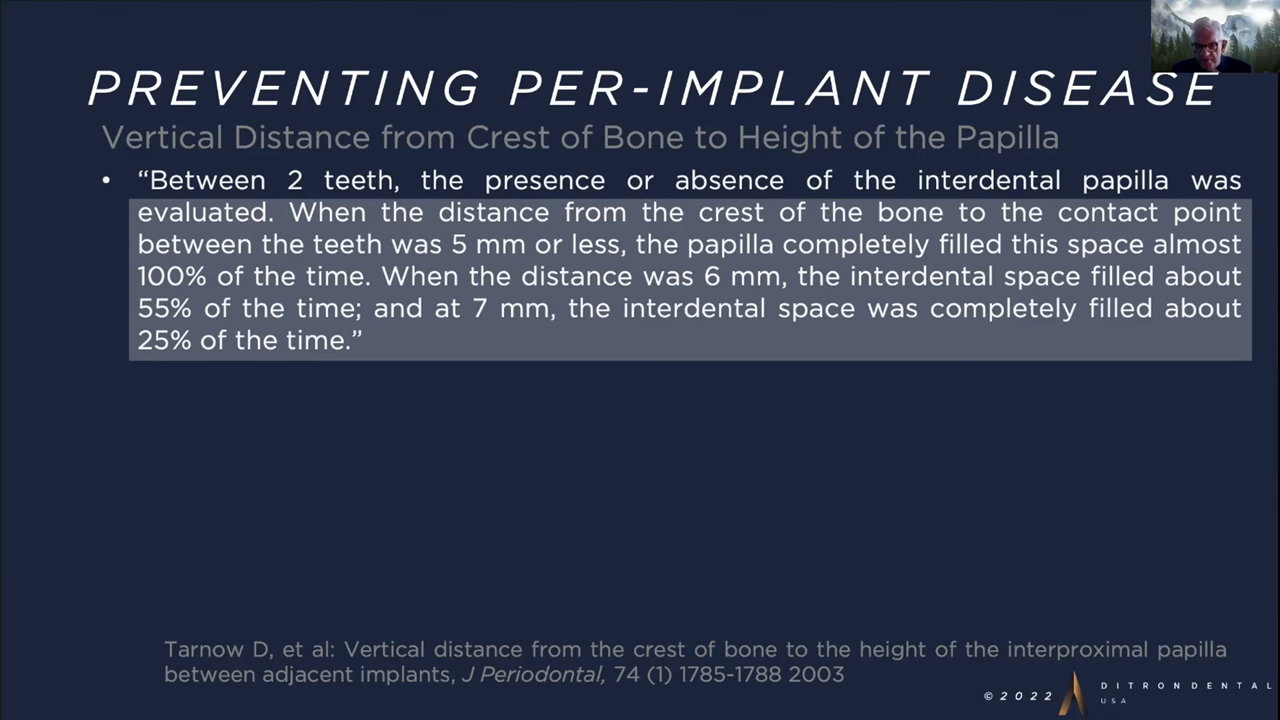 PREVENTING PER-IMPLANT DISEASE
Vertical Distance from Crest of Bone to Height of the Papilla
• “Between 2 teeth, the presence or absence of the interdental papilla was
evaluated. When the distance from the crest of the bone to the contact point
between the teeth was 5 mm or less, the papilla completely filled this space almost
100% of the time. When the distance was 6 mm, the interdental space filled about
55% of the time; and at 7 mm, the interdental space was completely filled about
25% of the time.”
Tarnow D, et al: Vertical distance from the crest of bone to the height of the interproximal papilla
between adjacent implants, J Periodontal, 74 (1) 1785-1788 2003
©2022
DITRONDENTAL
USA